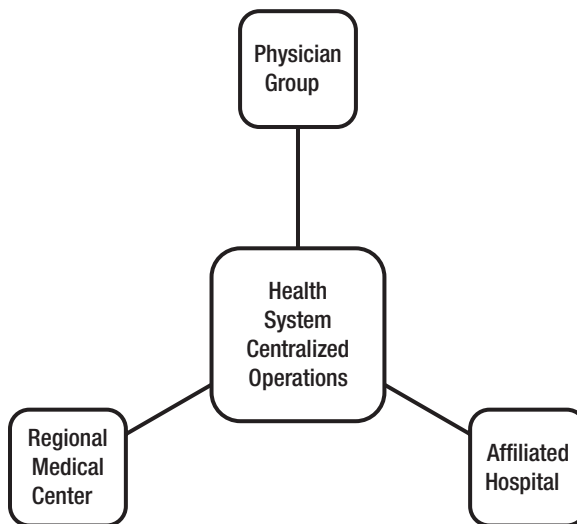 Physician
Group
Health
System
Centralized
Operations
Regional
Medical
Center
Affiliated
Hospital